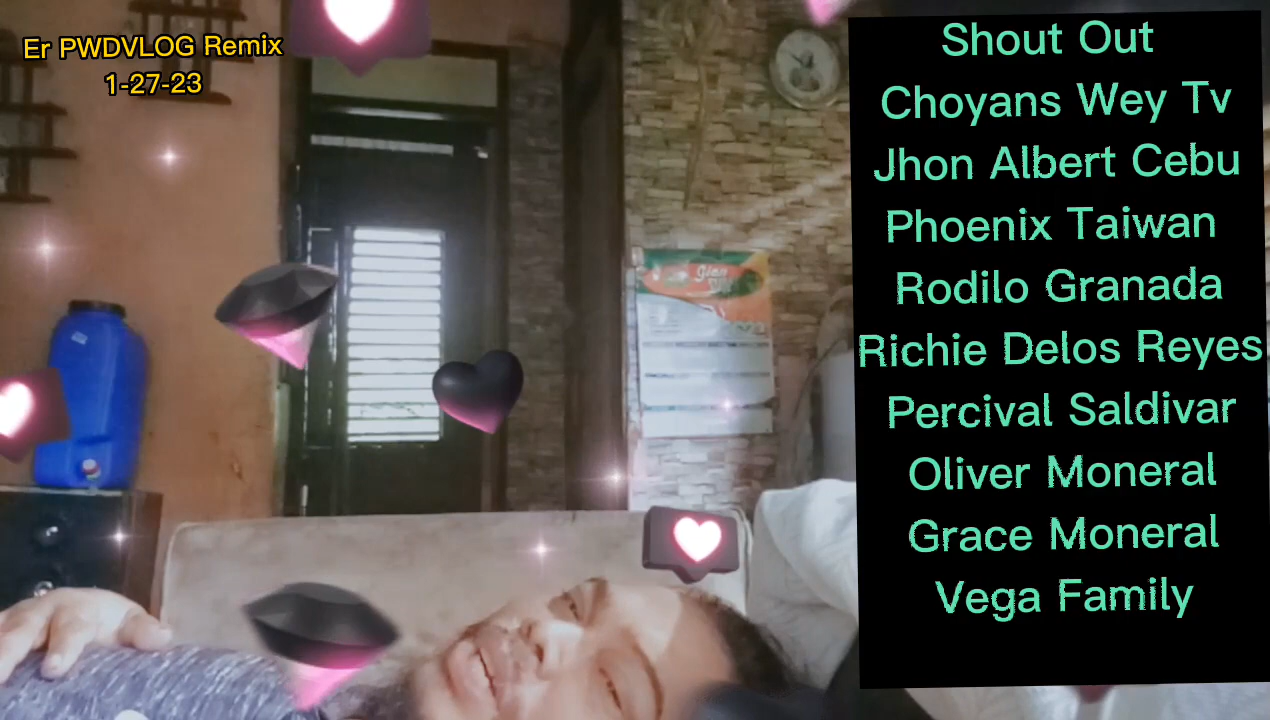 Er PWDVLOG Remix
1-27-23
Shout Out
Choyans Wey Tv
Jhon Albert Cebu
Phoenix Taiwan
Rodilo Granada
Richie Delos Reyes
Percival Saldivar
Oliver Moneral
Grace Moneral
Vega Family